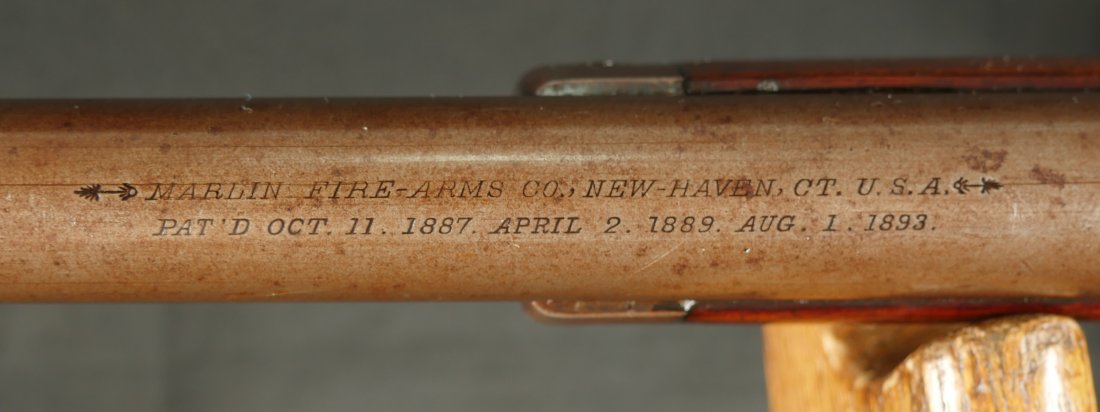 MARLIN FIRE-ARMS CO., NEW-HAVEN, CT. U.S.A.
PAT'D OCT. 11. 1887. APRIL 2. 1889. AUG. 1. 1893.